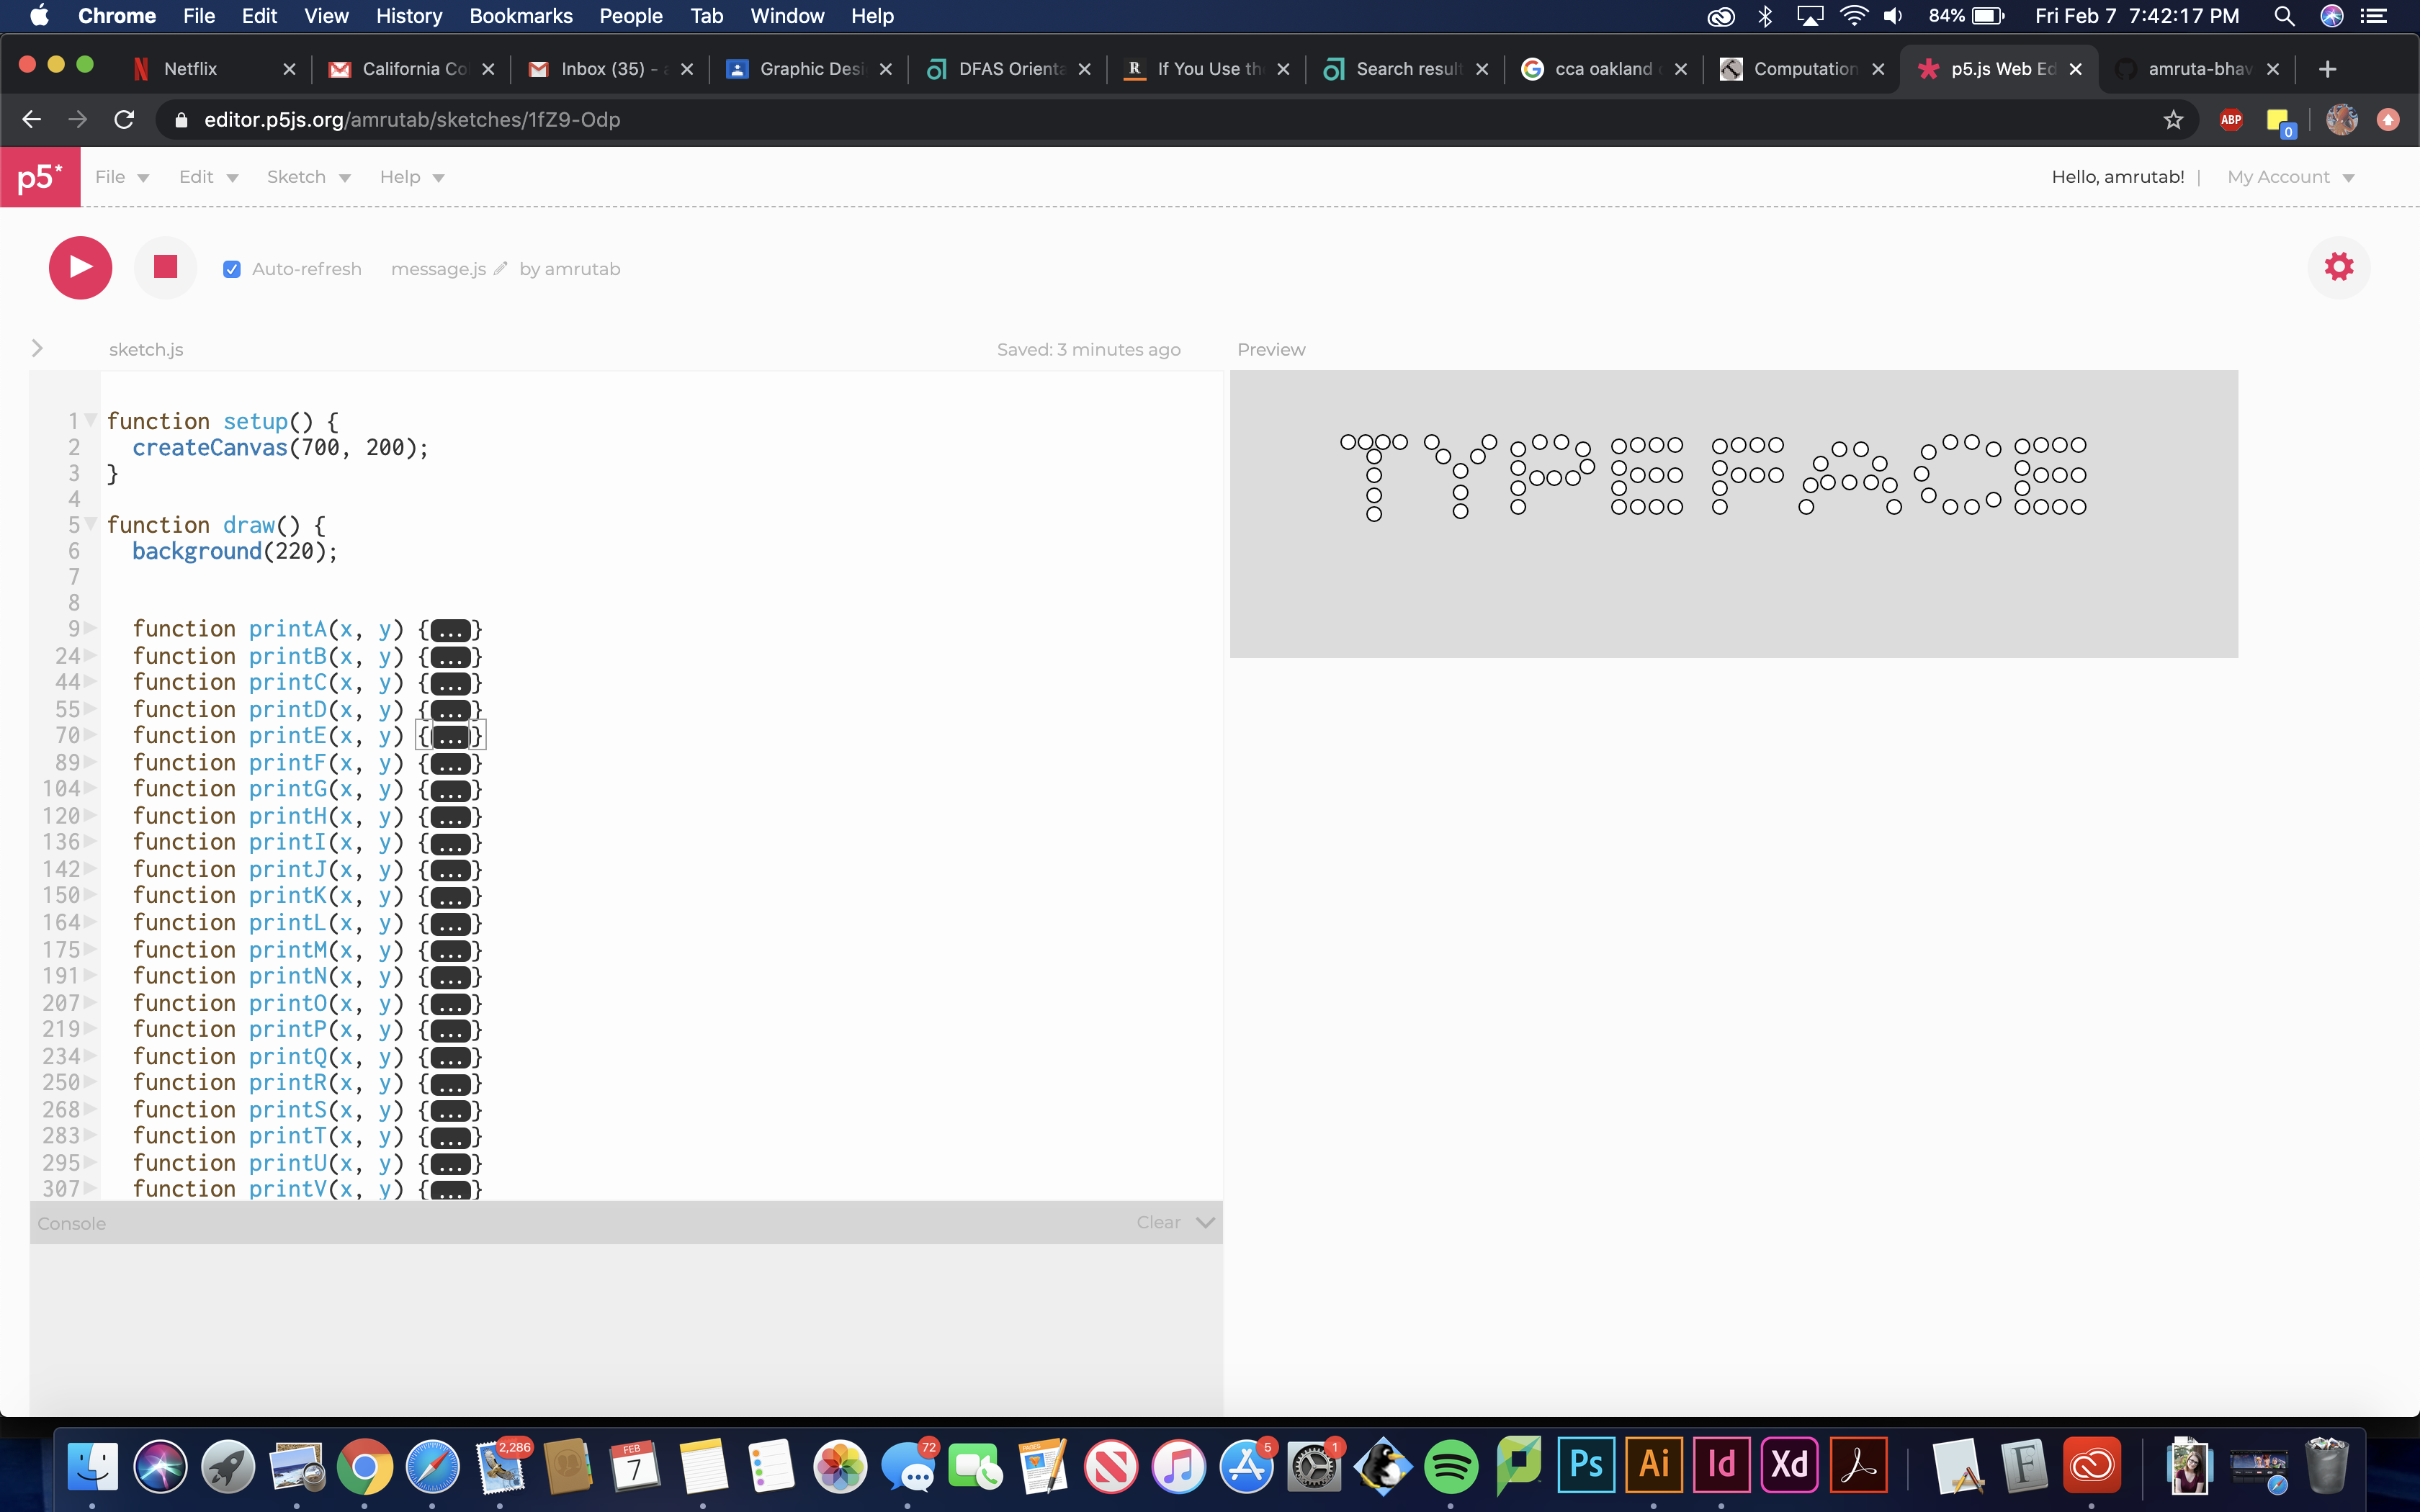 Chrome File Edit View History Bookmarks People Tab Window Help 84% Fri Feb 7 7:42:17 PM
Netflix California Co Inbox (35) - Graphic Desi DFAS Orienta If You Use th Search result cca oakland Computation p5.js Web Ed amruta-bhav
editor.p5js.org/amrutab/sketches/1fZ9-Odp ABP 0
p5* File Edit Sketch Help Hello, amrutab! | My Account
Auto-refresh message.js by amrutab
sketch.js Saved: 3 minutes ago Preview
1 function setup() {
2 createCanvas(700, 200);
3 }
4
5 function draw() {
6 background(220);
7
8
9 function printA(x, y) {...}
24 function printB(x, y) {...}
44 function printC(x, y) {...}
55 function printD(x, y) {...}
70 function printE(x, y) {...}
89 function printF(x, y) {...}
104 function printG(x, y) {...}
120 function printH(x, y) {...}
136 function printI(x, y) {...}
142 function printJ(x, y) {...}
150 function printK(x, y) {...}
164 function printL(x, y) {...}
175 function printM(x, y) {...}
191 function printN(x, y) {...}
207 function printO(x, y) {...}
219 function printP(x, y) {...}
234 function printQ(x, y) {...}
250 function printR(x, y) {...}
268 function printS(x, y) {...}
283 function printT(x, y) {...}
295 function printU(x, y) {...}
307 function printV(x, y) {...}
TYPEFACE
Console Clear
2,286 FEB 7 72 PAGES 5 1 Ps Ai Id Xd F